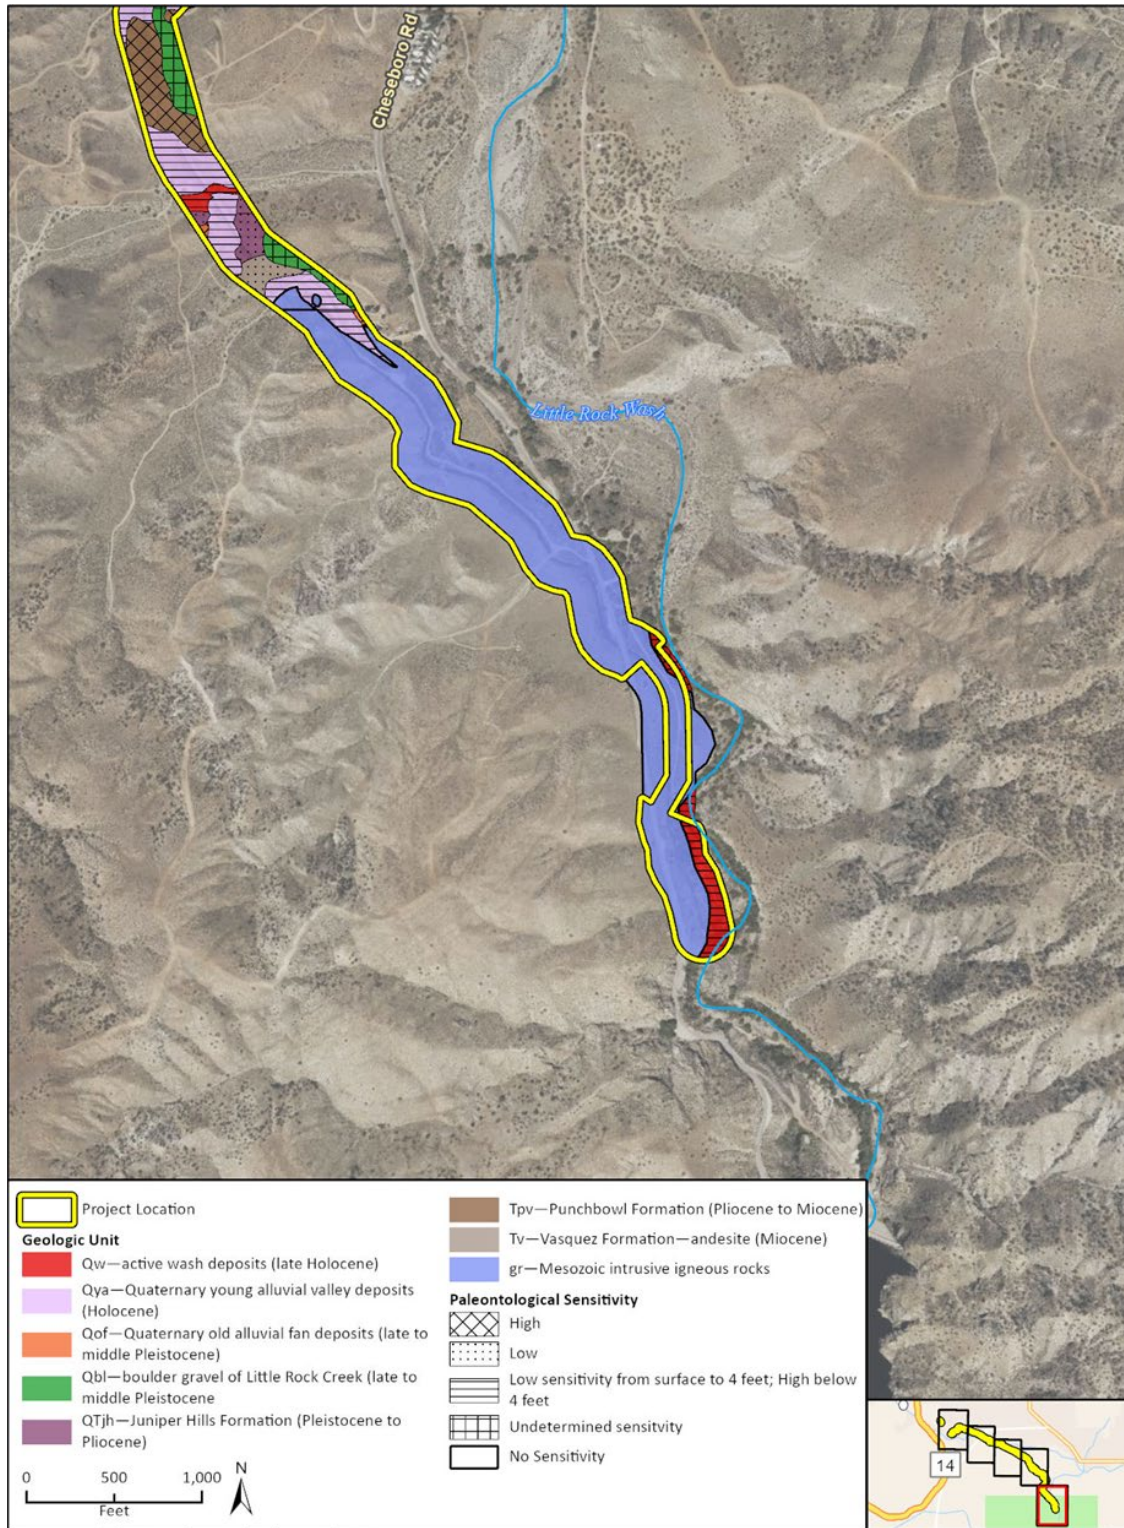 Cheseboro Rd
Little Rock Wash
Project Location
Geologic Unit
Qw—active wash deposits (late Holocene)
Qya—Quaternary young alluvial valley deposits
(Holocene)
Qof—Quaternary old alluvial fan deposits (late to
middle Pleistocene)
Qbl—boulder gravel of Little Rock Creek (late to
middle Pleistocene
QTjh—Juniper Hills Formation (Pleistocene to
Pliocene)
0 500 1,000
Feet
N
Tpv—Punchbowl Formation (Pliocene to Miocene)
Tv—Vasquez Formation—andesite (Miocene)
gr—Mesozoic intrusive igneous rocks
Paleontological Sensitivity
High
Low
Low sensitivity from surface to 4 feet; High below
4 feet
Undetermined sensitvity
No Sensitivity
14